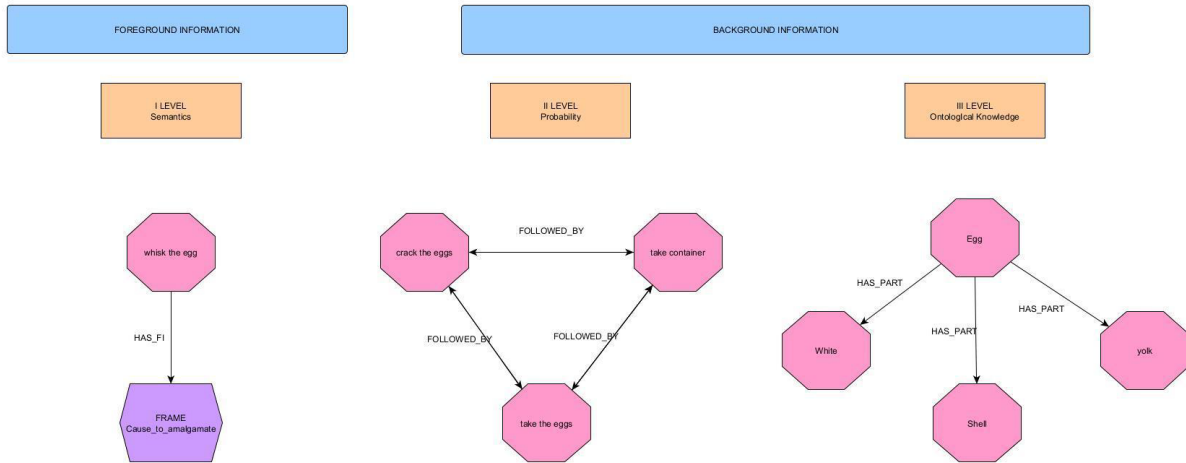 FOREGROUND INFORMATION
BACKGROUND INFORMATION
I LEVEL
Semantics
II LEVEL
Probability
III LEVEL
Ontological Knowledge
whisk the egg
HAS_FI
FRAME
Cause_to_amalgamate
crack the eggs
FOLLOWED_BY
take container
FOLLOWED_BY
FOLLOWED_BY
take the eggs
Egg
HAS_PART
HAS_PART
HAS_PART
White
yolk
Shell